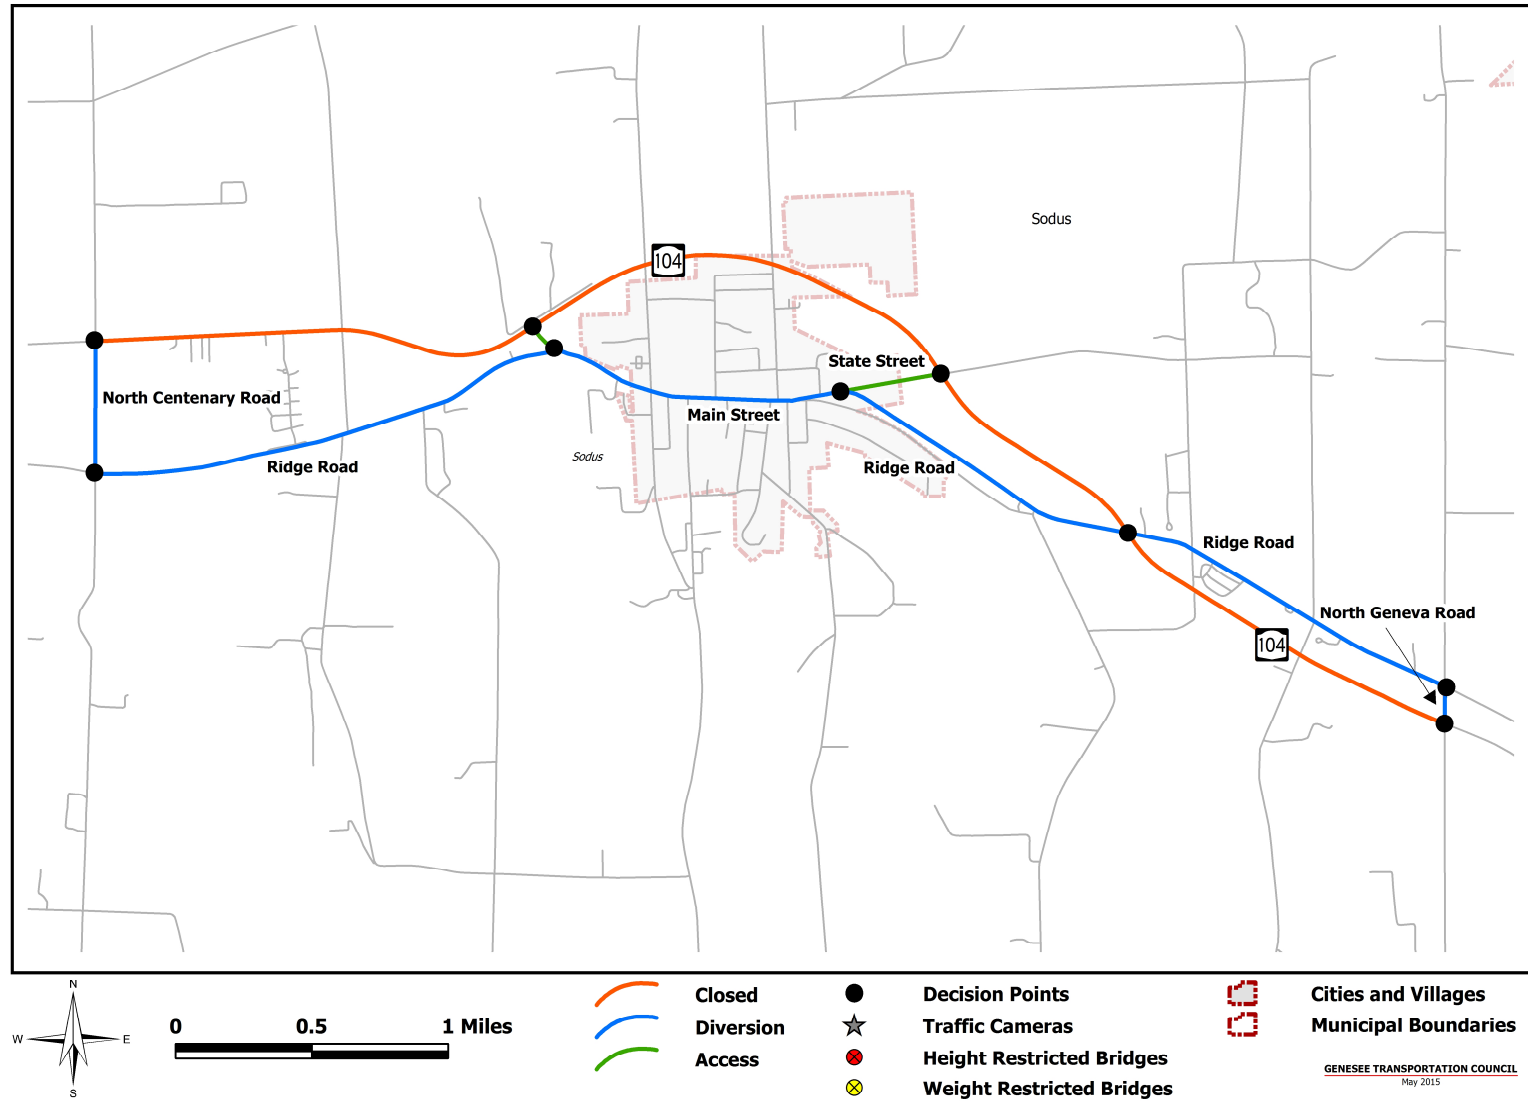 Sodus
104
State Street
North Centenary Road
Main Street
Sodus
Ridge Road
Ridge Road
Ridge Road
North Geneva Road
104
N
W E
S
0 0.5 1 Miles
Closed
Diversion
Access
Decision Points
Traffic Cameras
Height Restricted Bridges
Weight Restricted Bridges
Cities and Villages
Municipal Boundaries
GENESEE TRANSPORTATION COUNCIL
May 2015